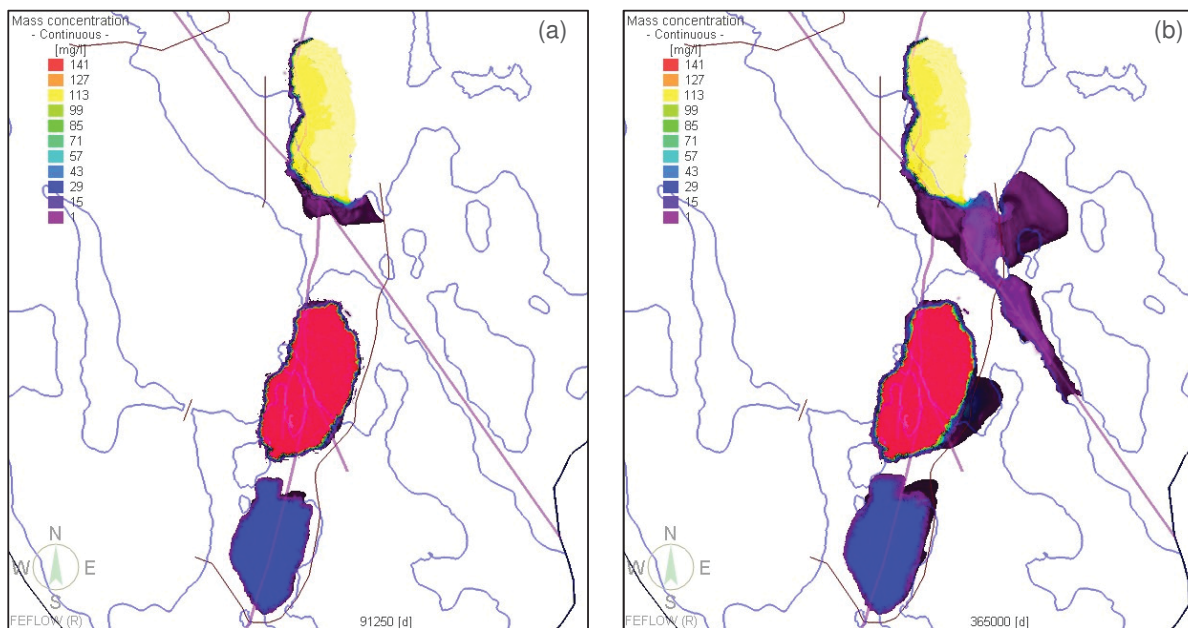 Mass concentration
- Continuous -
[mg/l]
141
127
113
99
85
71
57
43
29
15
1
(a)
N
W E
S
FEFLOW (R)
91250 [d]
Mass concentration
- Continuous -
[mg/l]
141
127
113
99
85
71
57
43
29
15
1
(b)
N
W E
S
FEFLOW (R)
365000 [d]